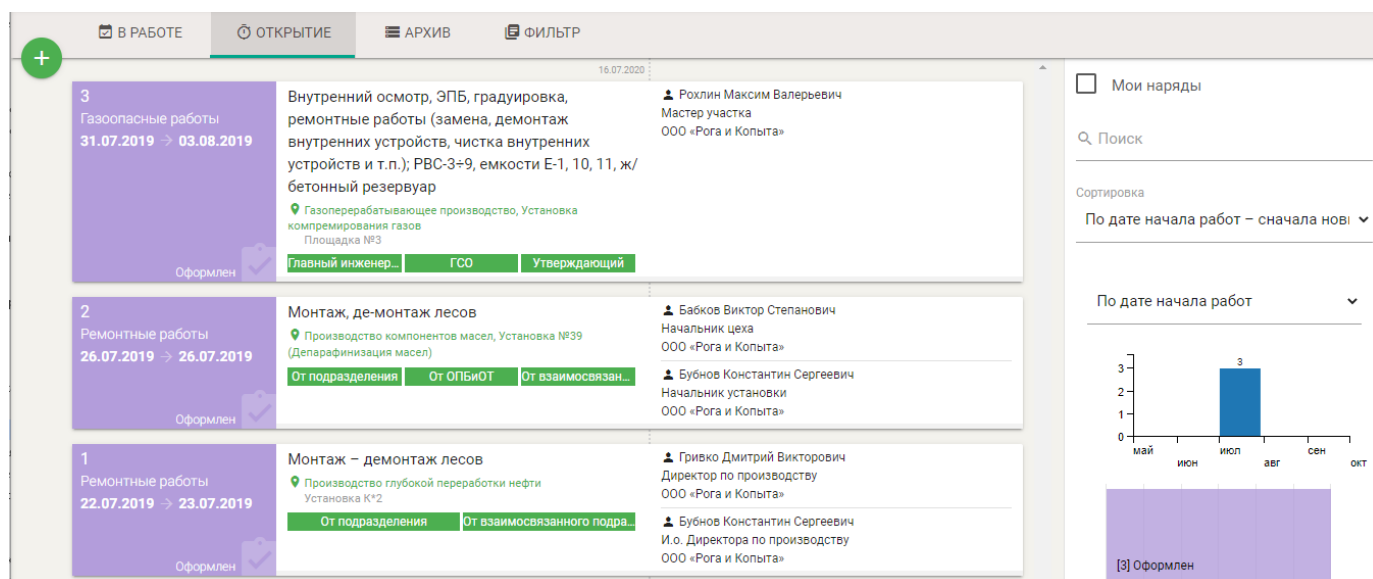 В РАБОТЕ
ОТКРЫТИЕ
АРХИВ
ФИЛЬТР
+
16.07.2020
3
Газоопасные работы
31.07.2019 → 03.08.2019
Оформлен
Внутренний осмотр, ЭПБ, градуировка,
ремонтные работы (замена, демонтаж
внутренних устройств, чистка внутренних
устройств и т.п.); РВС-3÷9, емкости Е-1, 10, 11, ж/
бетонный резервуар
Газоперерабатывающее производство, Установка
компремирования газов
Площадка №3
Главный инженер...
ГСО
Утверждающий
Рохлин Максим Валерьевич
Мастер участка
ООО «Рога и Копыта»
2
Ремонтные работы
26.07.2019 → 26.07.2019
Оформлен
Монтаж, де-монтаж лесов
Производство компонентов масел, Установка №39
(Депарафинизация масел)
От подразделения
От ОПБиОТ
От взаимосвязан...
Бабков Виктор Степанович
Начальник цеха
ООО «Рога и Копыта»
Бубнов Константин Сергеевич
Начальник установки
ООО «Рога и Копыта»
1
Ремонтные работы
22.07.2019 → 23.07.2019
Оформлен
Монтаж – демонтаж лесов
Производство глубокой переработки нефти
Установка К*2
От подразделения
От взаимосвязанного подра...
Гривко Дмитрий Викторович
Директор по производству
ООО «Рога и Копыта»
Бубнов Константин Сергеевич
И.о. Директора по производству
ООО «Рога и Копыта»
Мои наряды
Поиск
Сортировка
По дате начала работ – сначала новы
По дате начала работ
3
3
2
1
0
май
июн
июл
авг
сен
окт
[3] Оформлен